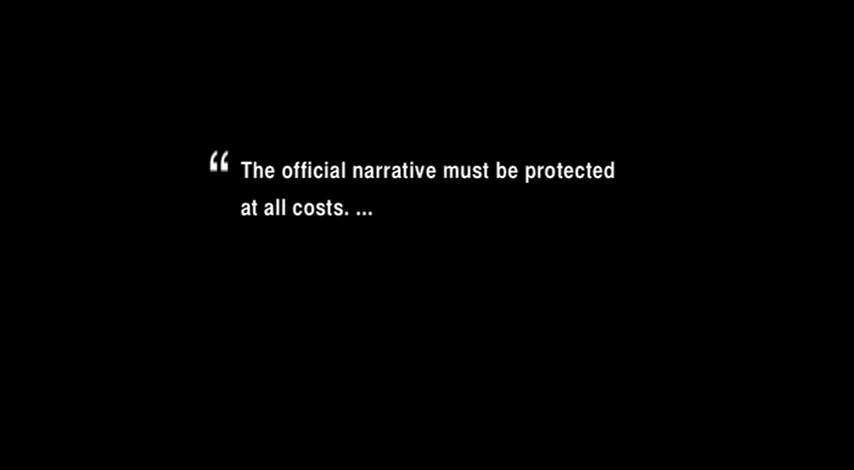 “ The official narrative must be protected
at all costs. ...